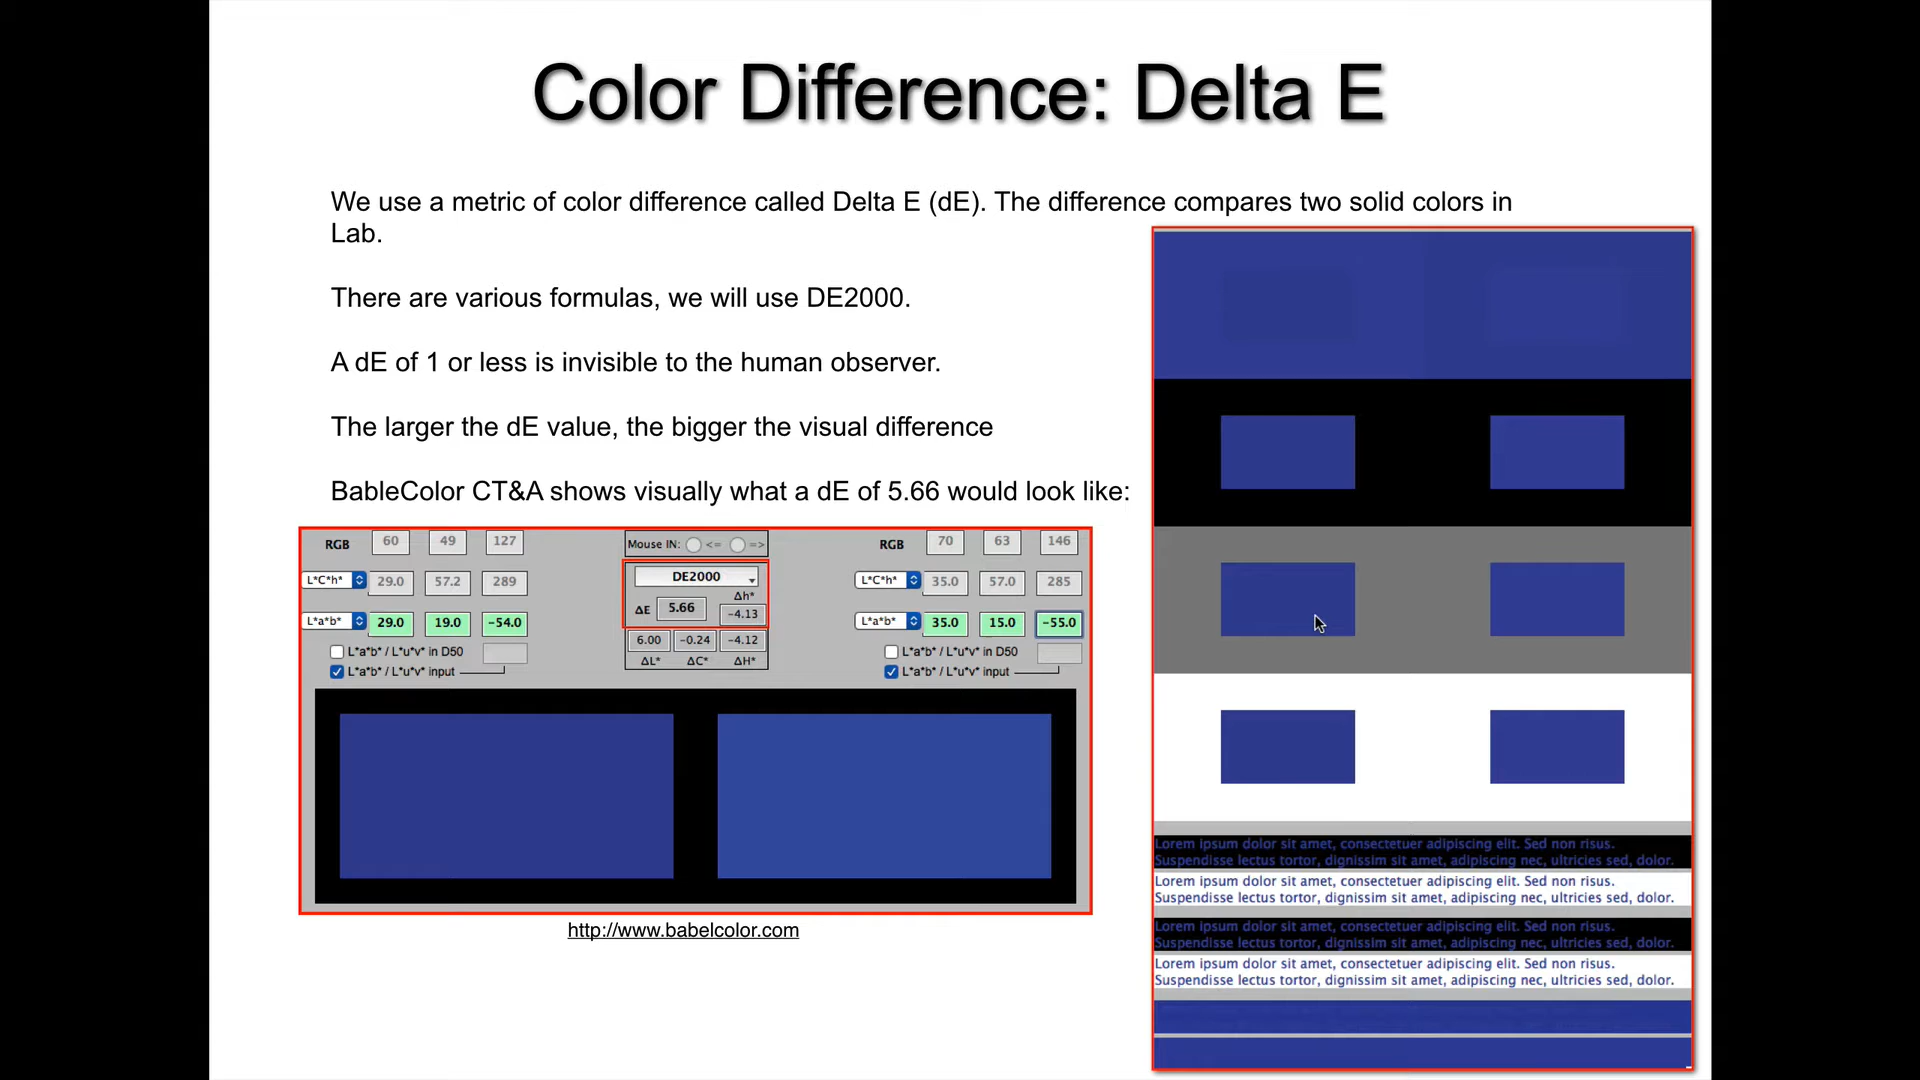 Color Difference: Delta E
We use a metric of color difference called Delta E (dE). The difference compares two solid colors in
Lab.
There are various formulas, we will use DE2000.
A dE of 1 or less is invisible to the human observer.
The larger the dE value, the bigger the visual difference
BableColor CT&A shows visually what a dE of 5.66 would look like:
RGB 60 49 127
L*C*h* 29.0 57.2 289
L*a*b* 29.0 19.0 -54.0
L*a*b* / L*u*v* in D50
L*a*b* / L*u*v* input
Mouse IN: <= =>
DE2000
Δh*
ΔE 5.66 -4.13
6.00 -0.24 -4.12
ΔL* ΔC* ΔH*
RGB 70 63 146
L*C*h* 35.0 57.0 285
L*a*b* 35.0 15.0 -55.0
L*a*b* / L*u*v* in D50
L*a*b* / L*u*v* input
http://www.babelcolor.com
Lorem ipsum dolor sit amet, consectetuer adipiscing elit. Sed non risus.
Suspendisse lectus tortor, dignissim sit amet, adipiscing nec, ultricies sed, dolor.
Lorem ipsum dolor sit amet, consectetuer adipiscing elit. Sed non risus.
Suspendisse lectus tortor, dignissim sit amet, adipiscing nec, ultricies sed, dolor.
Lorem ipsum dolor sit amet, consectetuer adipiscing elit. Sed non risus.
Suspendisse lectus tortor, dignissim sit amet, adipiscing nec, ultricies sed, dolor.
Lorem ipsum dolor sit amet, consectetuer adipiscing elit. Sed non risus.
Suspendisse lectus tortor, dignissim sit amet, adipiscing nec, ultricies sed, dolor.